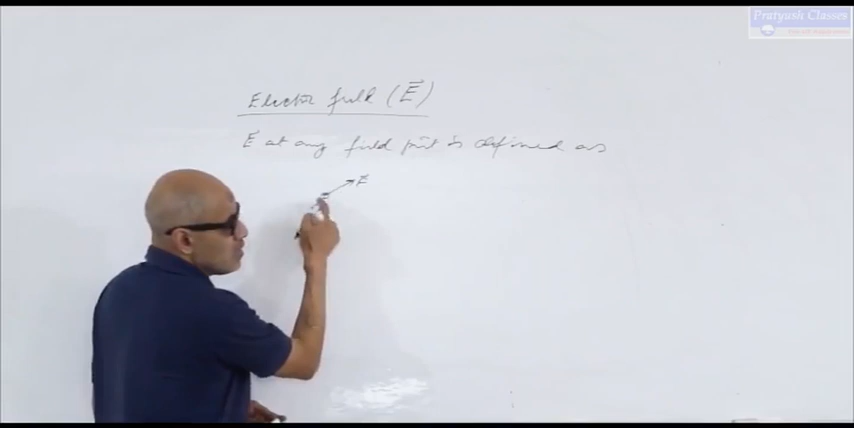 Pratyush Classes
Electric field (E⃗)
E⃗ at any field point is defined as
E⃗